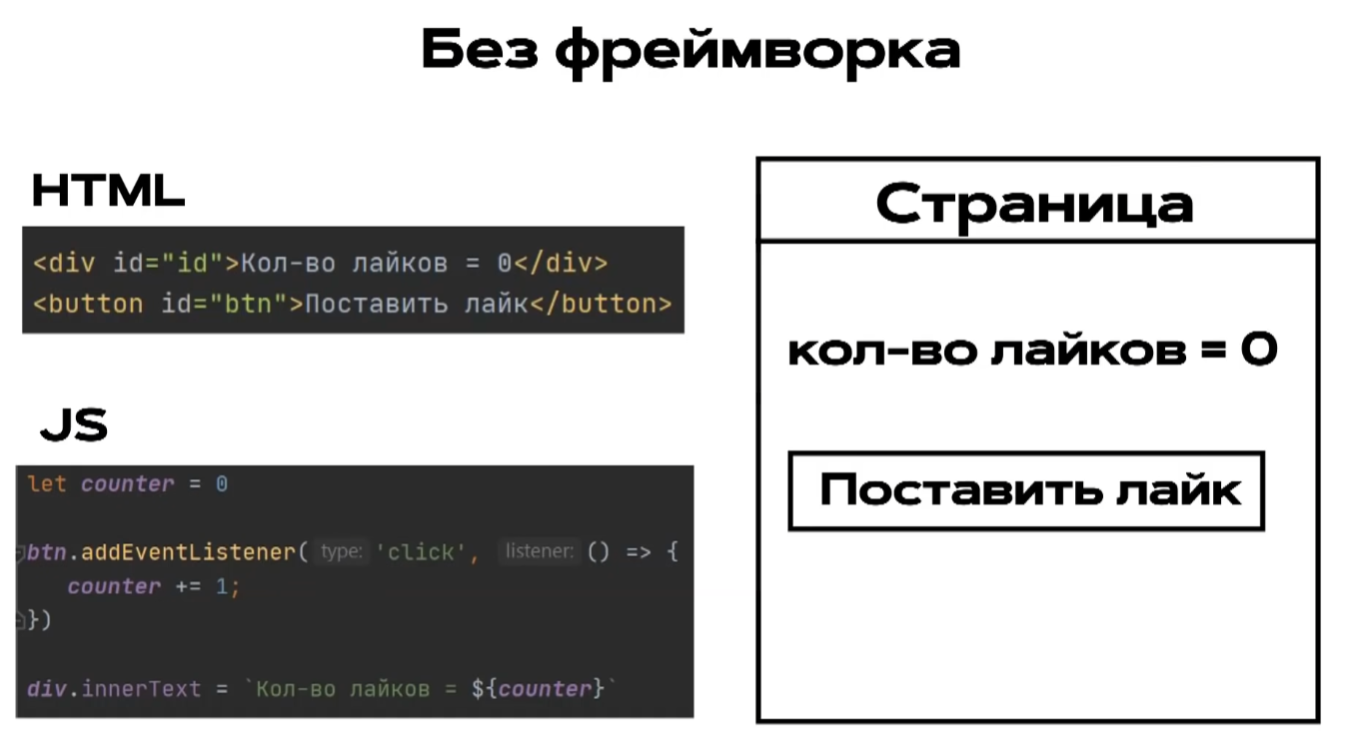 Без фреймворка
HTML
<div id="id">Кол-во лайков = 0</div>
<button id="btn">Поставить лайк</button>
JS
let counter = 0
btn.addEventListener( type: 'click', listener: () => {
counter += 1;
})
div.innerText = `Кол-во лайков = ${counter}`
Страница
кол-во лайков = 0
Поставить лайк